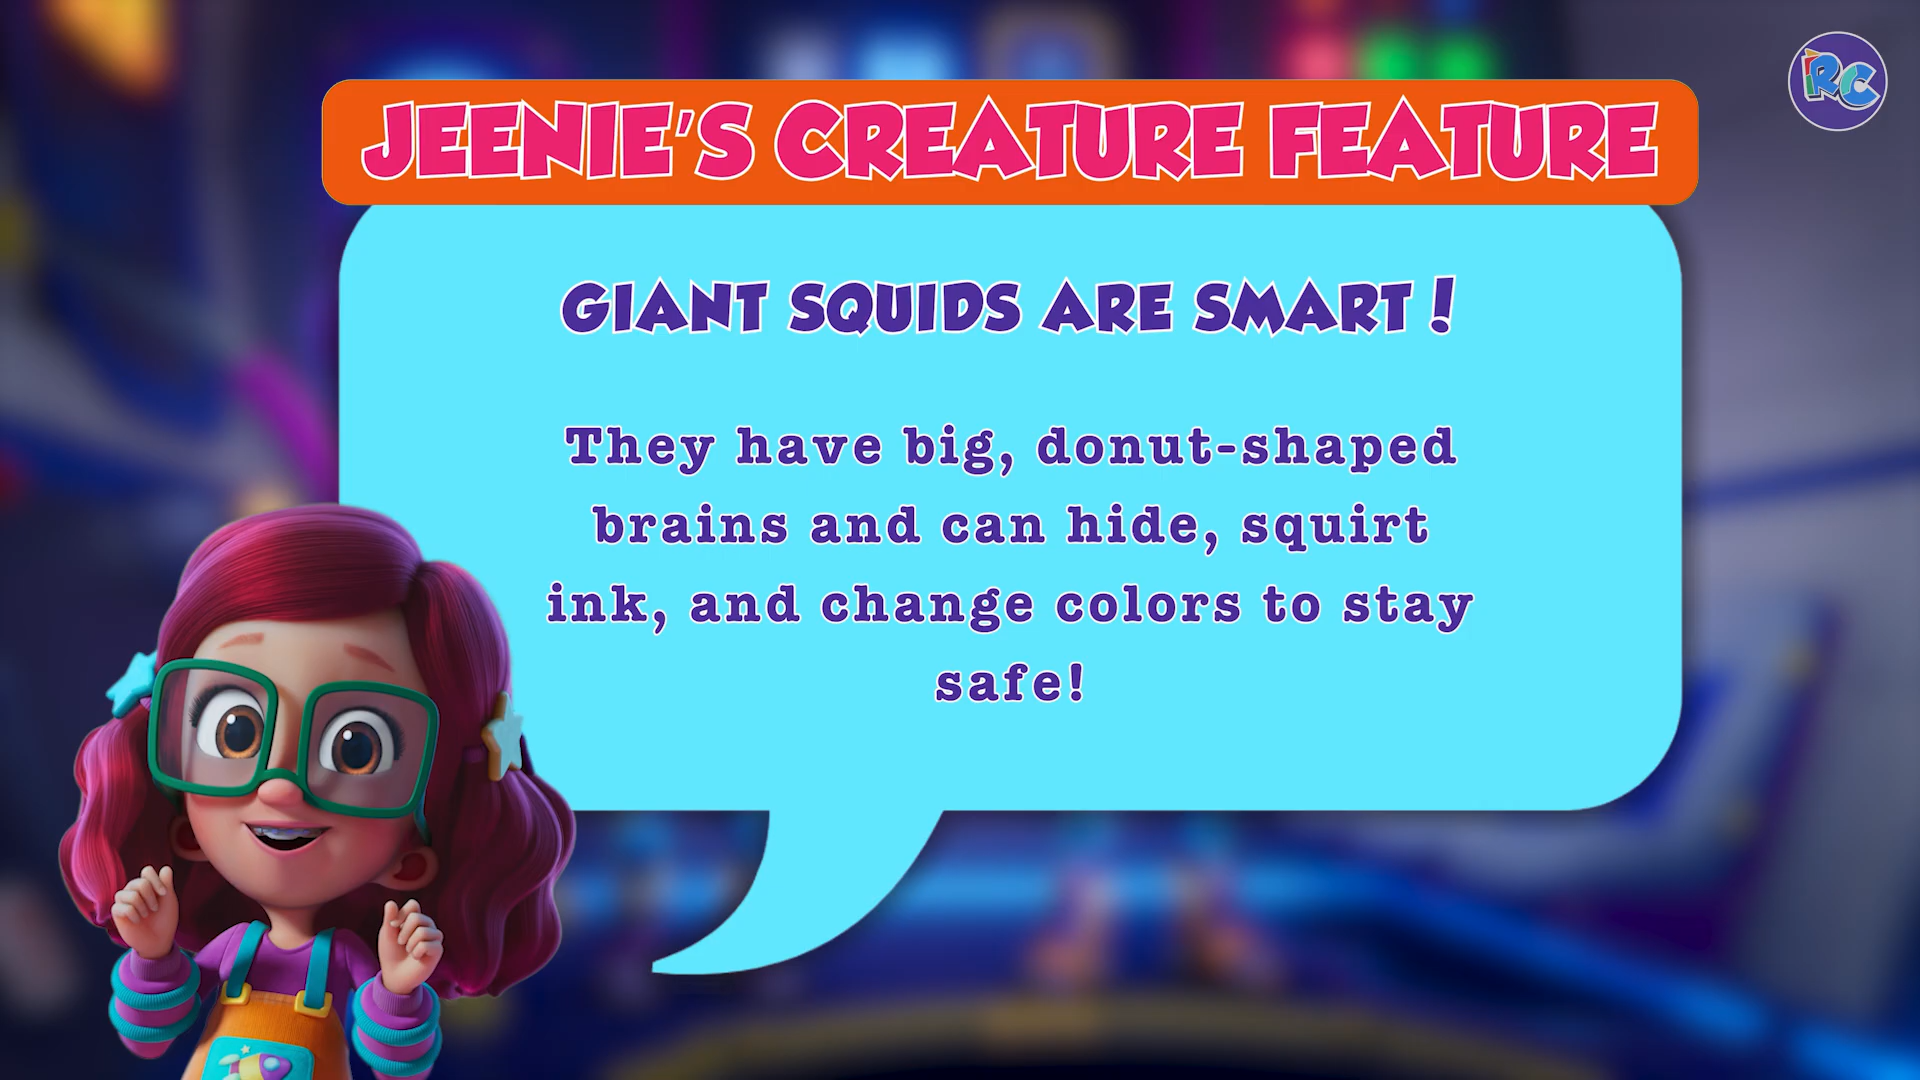 RC
JEENIE'S CREATURE FEATURE
GIANT SQUIDS ARE SMART!
They have big, donut-shaped
brains and can hide, squirt
ink, and change colors to stay
safe!